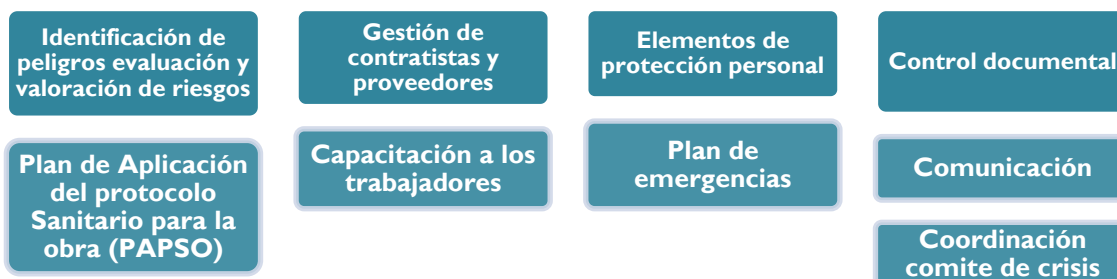 Identificación de
peligros evaluación y
valoración de riesgos
Gestión de
contratistas y
proveedores
Elementos de
protección personal
Control documental
Plan de Aplicación
del protocolo
Sanitario para la
obra (PAPSO)
Capacitación a los
trabajadores
Plan de
emergencias
Comunicación
Coordinación
comite de crisis